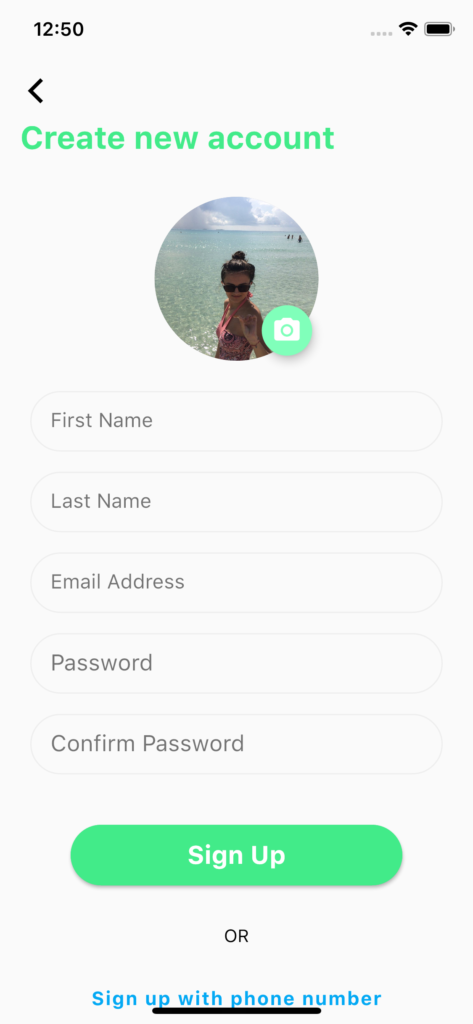 12:50
Create new account
First Name
Last Name
Email Address
Password
Confirm Password
Sign Up
OR
Sign up with phone number